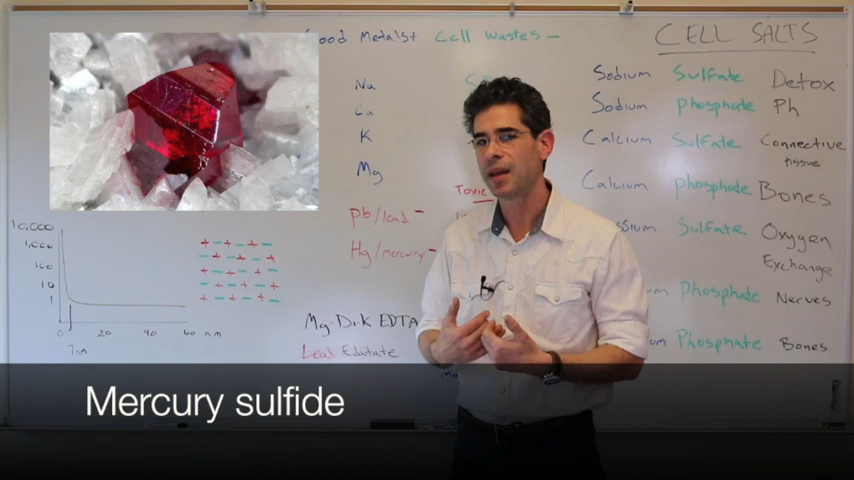 Good Metals+ Cell Wastes -
CELL SALTS
Na
Ca
K
Mg
Toxic
pb/lead -
Hg/mercury -
Sodium Sulfate Detox
Sodium Phosphate Ph
Calcium Sulfate Connective tissue
Calcium phosphate Bones
Sulfate Oxygen Exchange
Phosphate Nerves
Phosphate Bones
10,000
1,000
100
10
1
0 20 40 60 nm
7nm
+ - + - + -
Mg-Di-K EDTA
Lead Edatate
Mercury sulfide